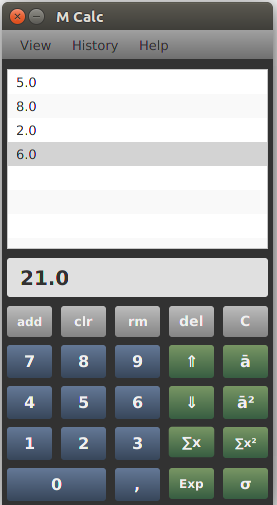 M Calc
View History Help
5.0
8.0
2.0
6.0
21.0
add clr rm del C
7 8 9 ⇑ ā
4 5 6 ⇓ ā²
1 2 3 ∑x ∑x²
0 , Exp σ